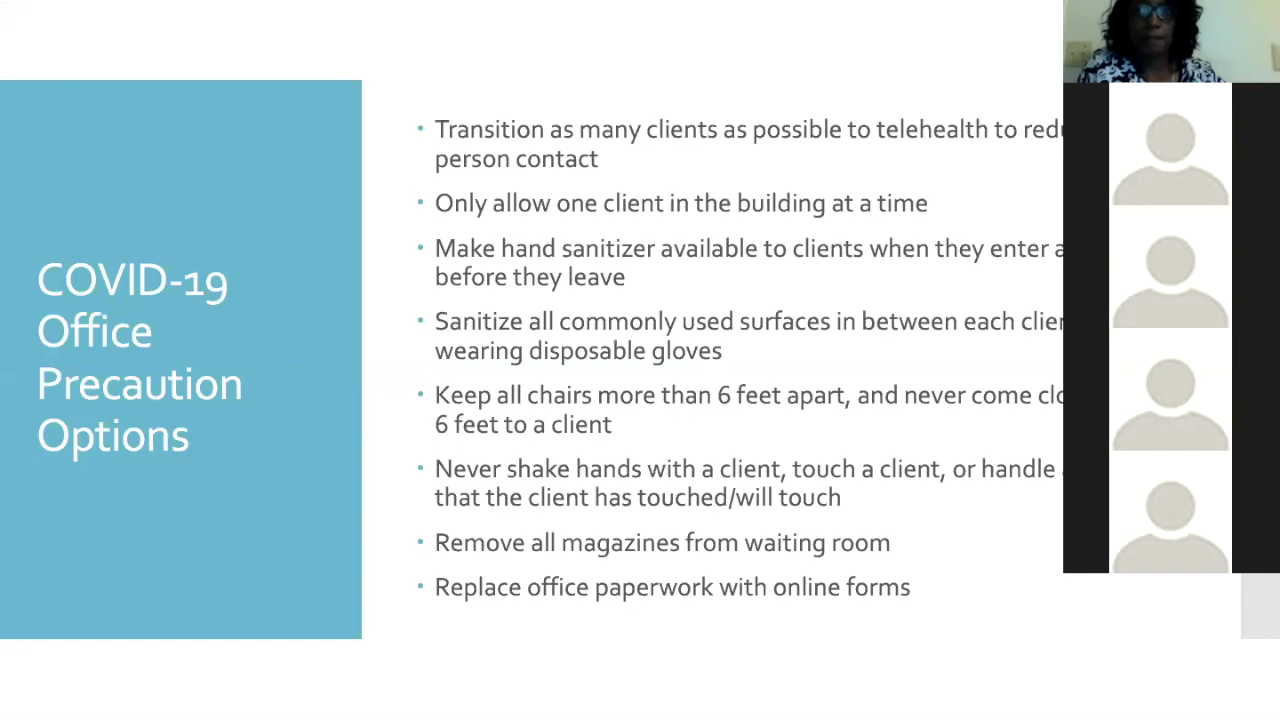 COVID-19
Office
Precaution
Options
• Transition as many clients as possible to telehealth to
person contact
• Only allow one client in the building at a time
• Make hand sanitizer available to clients when they enter
before they leave
• Sanitize all commonly used surfaces in between each
wearing disposable gloves
• Keep all chairs more than 6 feet apart, and never come
6 feet to a client
• Never shake hands with a client, touch a client, or handle
that the client has touched/will touch
• Remove all magazines from waiting room
• Replace office paperwork with online forms